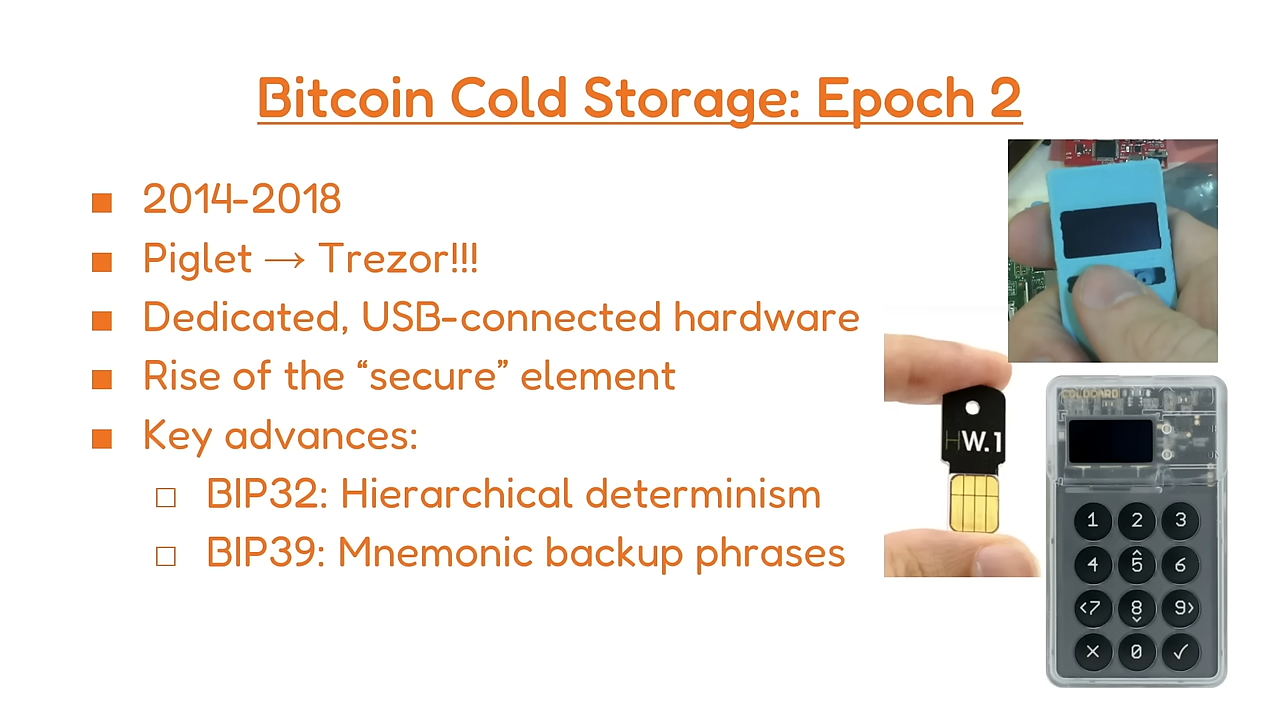 Bitcoin Cold Storage: Epoch 2
■ 2014-2018
■ Piglet → Trezor!!!
■ Dedicated, USB-connected hardware
■ Rise of the “secure” element
■ Key advances:
□ BIP32: Hierarchical determinism
□ BIP39: Mnemonic backup phrases
HW.1
COLDCARD
1 2 3
4 5 6
<7 8 9>
× 0 ✓